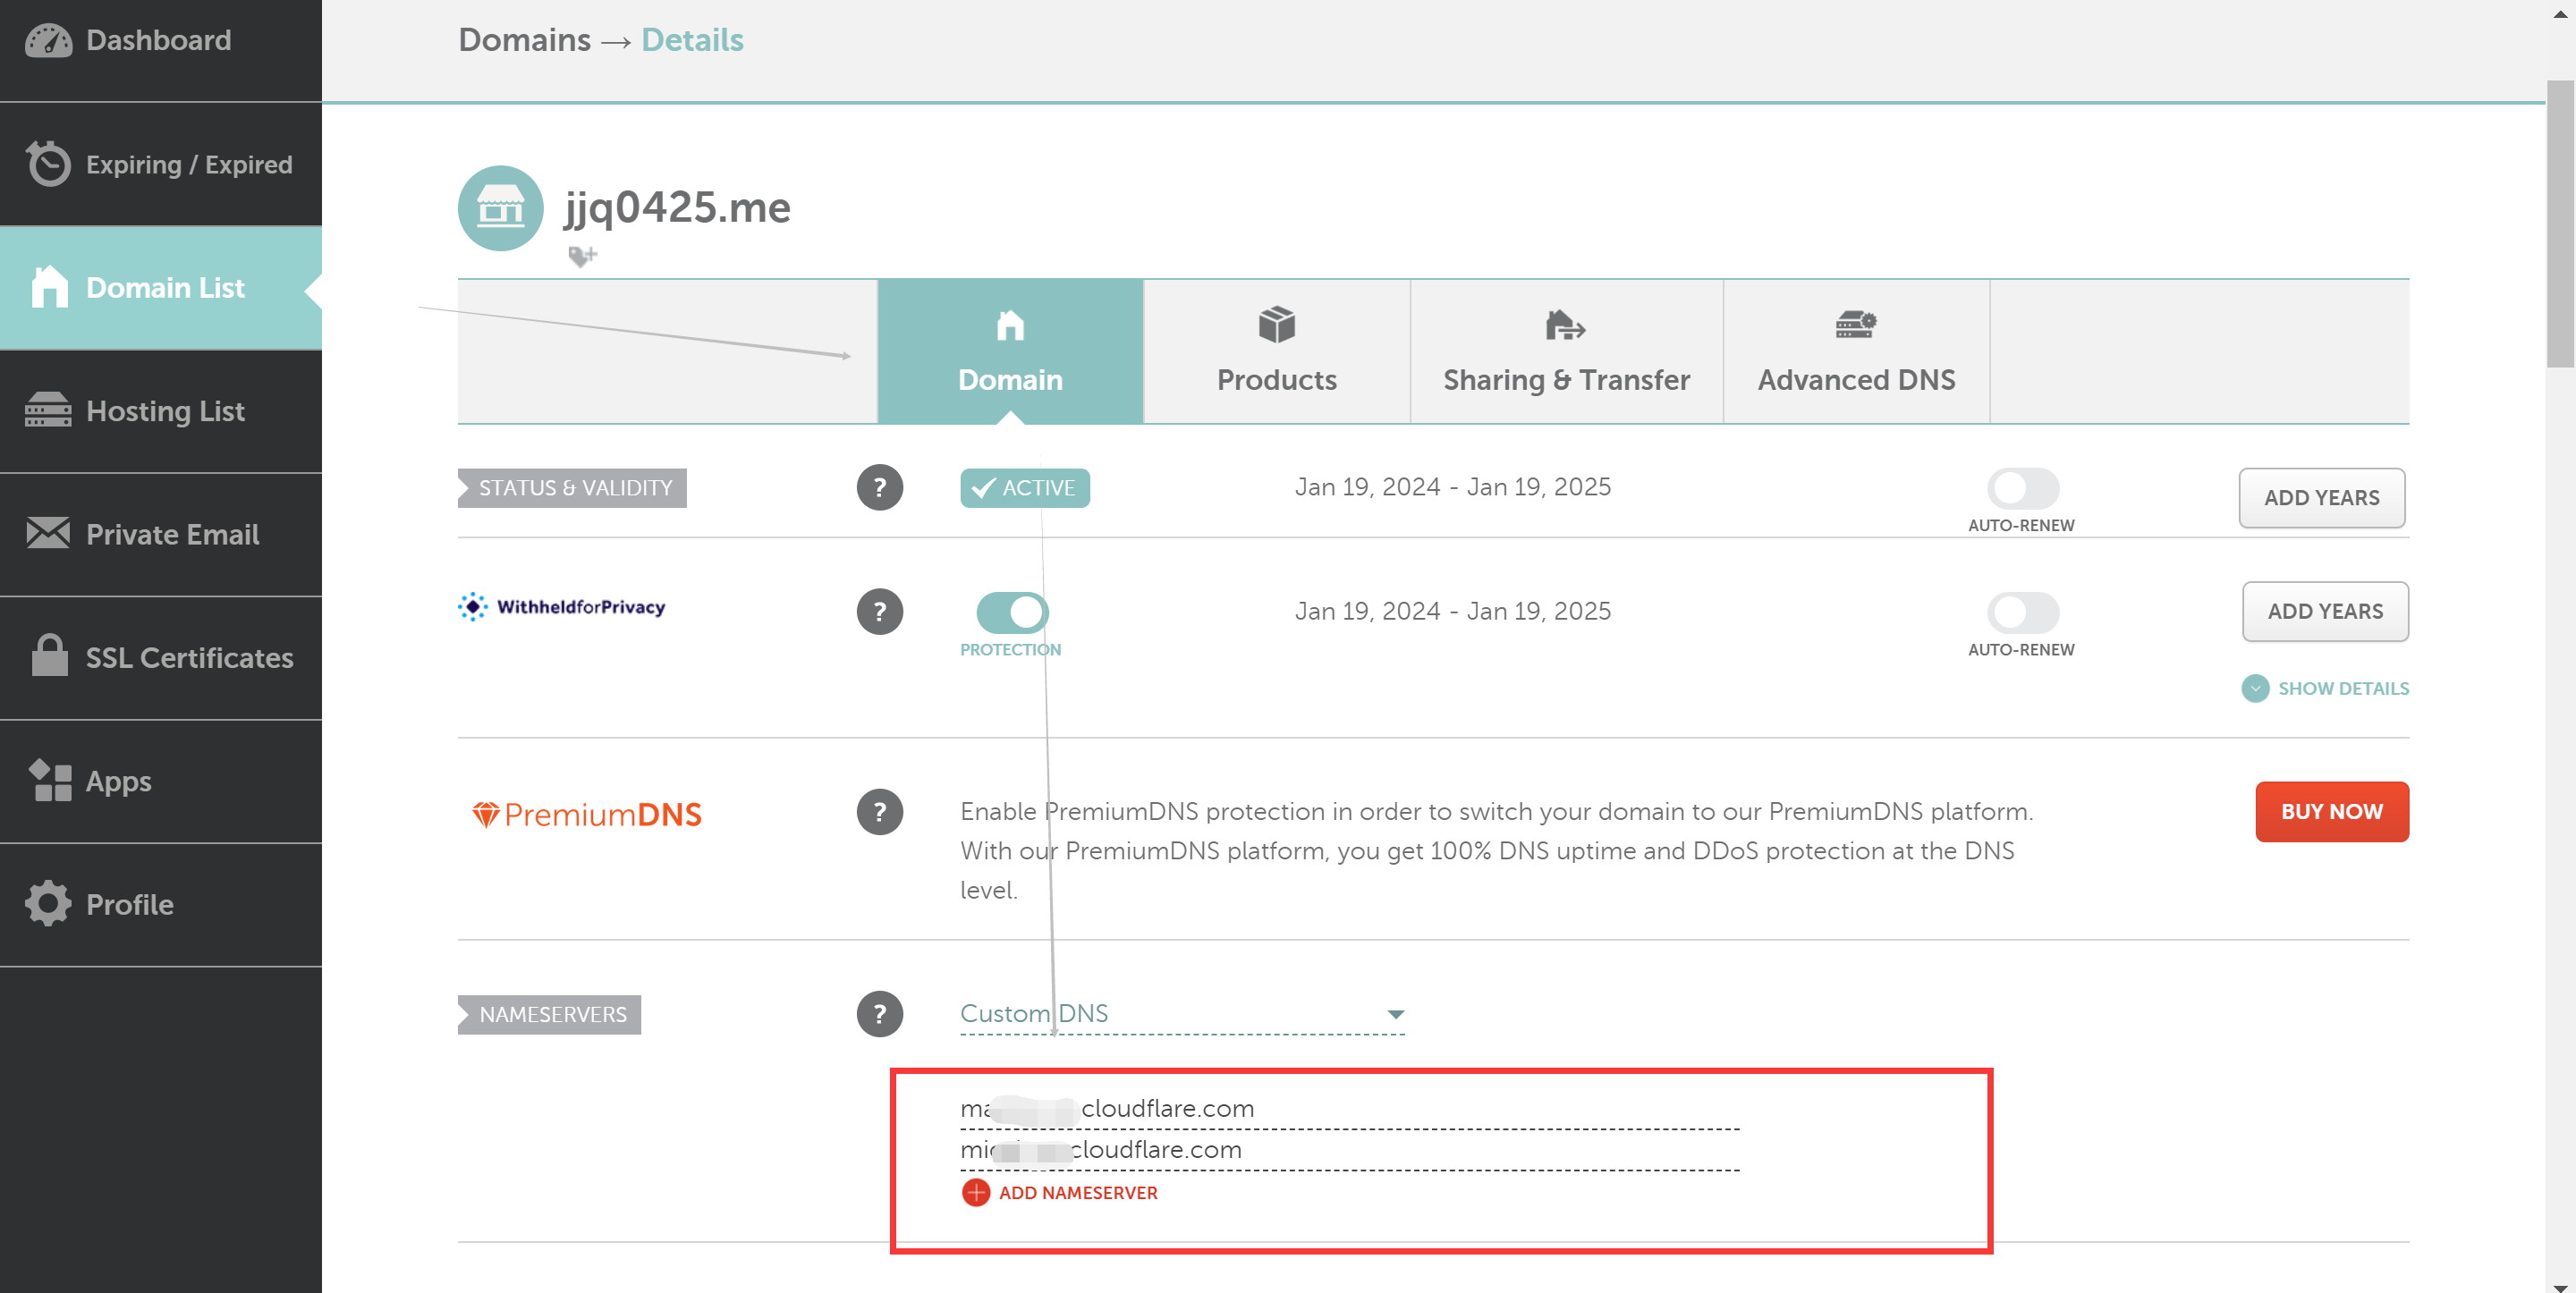 Dashboard
Expiring / Expired
Domain List
Hosting List
Private Email
SSL Certificates
Apps
Profile
Domains → Details
jjq0425.me
Domain
Products
Sharing & Transfer
Advanced DNS
STATUS & VALIDITY
?
ACTIVE
Jan 19, 2024 - Jan 19, 2025
AUTO-RENEW
ADD YEARS
WithheldforPrivacy
?
PROTECTION
Jan 19, 2024 - Jan 19, 2025
AUTO-RENEW
ADD YEARS
SHOW DETAILS
PremiumDNS
?
Enable PremiumDNS protection in order to switch your domain to our PremiumDNS platform.
With our PremiumDNS platform, you get 100% DNS uptime and DDoS protection at the DNS
level.
BUY NOW
NAMESERVERS
?
Custom DNS
cloudflare.com
cloudflare.com
ADD NAMESERVER